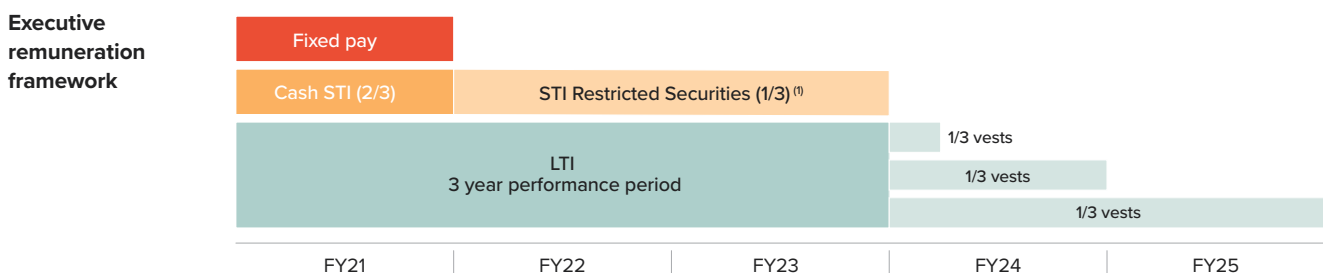 Executive
remuneration
framework
Fixed pay
Cash STI (2/3)
STI Restricted Securities (1/3) (1)
LTI
3 year performance period
1/3 vests
1/3 vests
1/3 vests
FY21
FY22
FY23
FY24
FY25